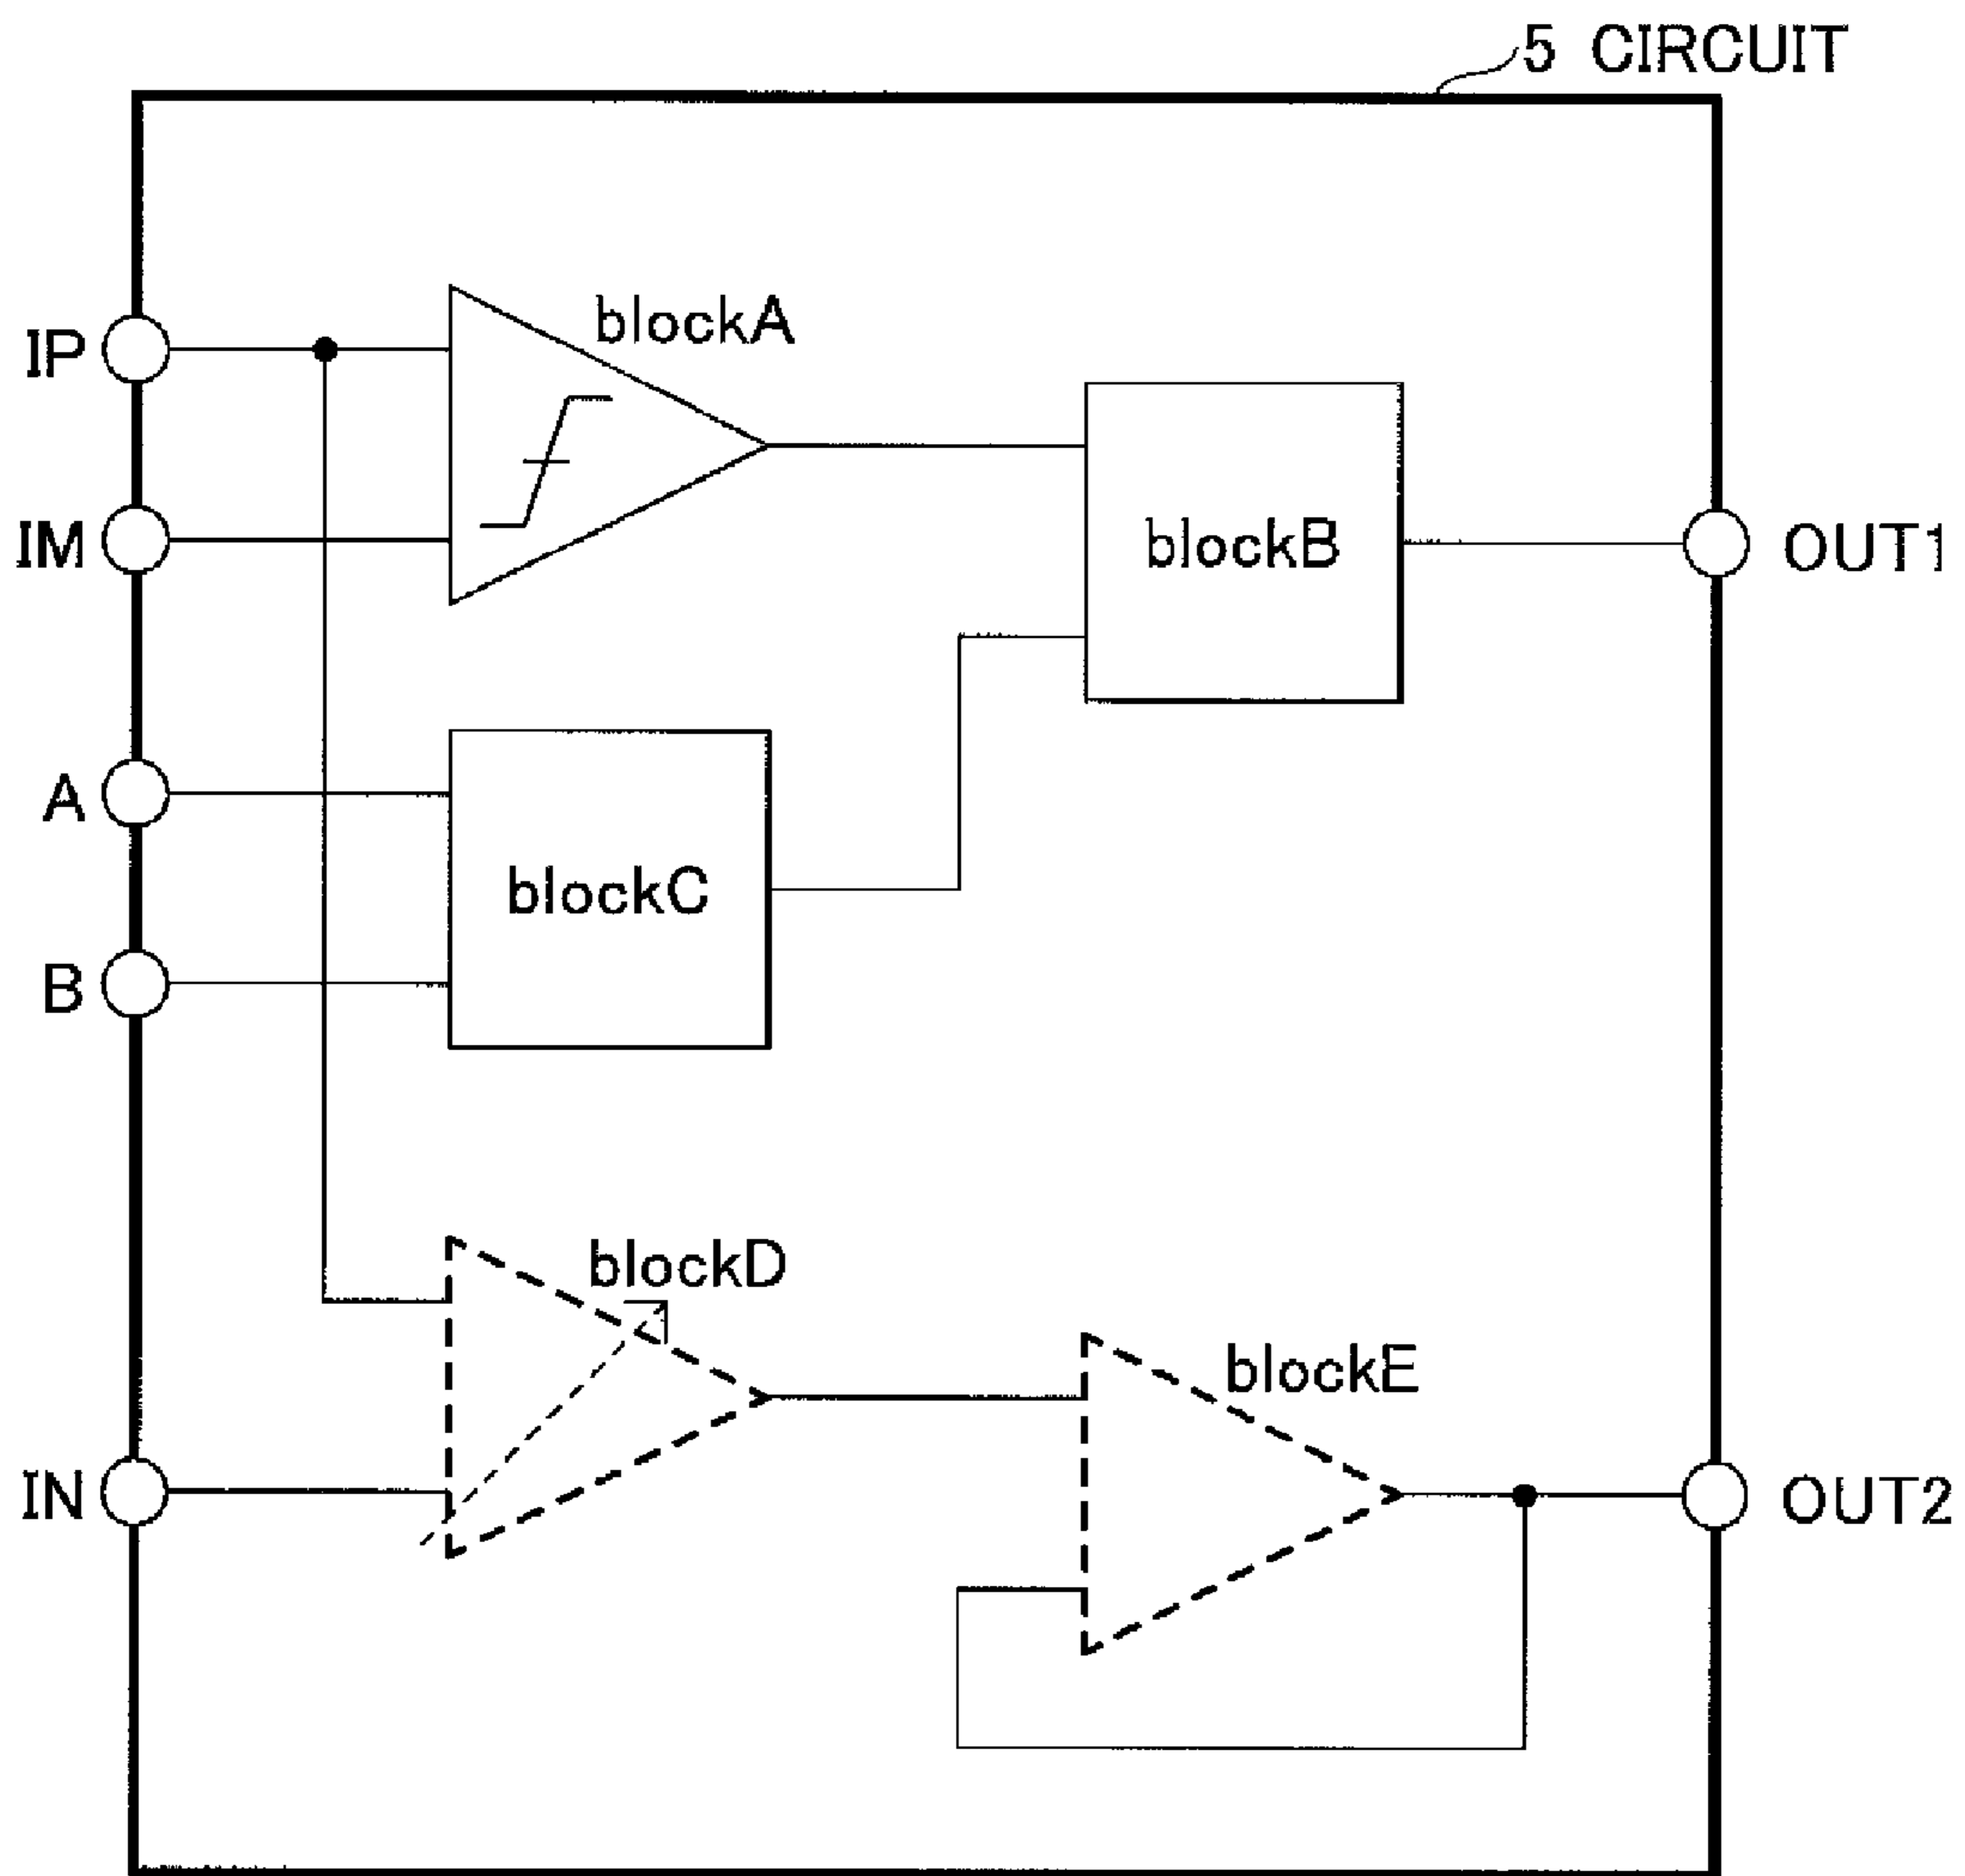 5 CIRCUIT
blockA
IP
IM
blockB
OUT1
A
blockC
B
blockD
blockE
IN
OUT2